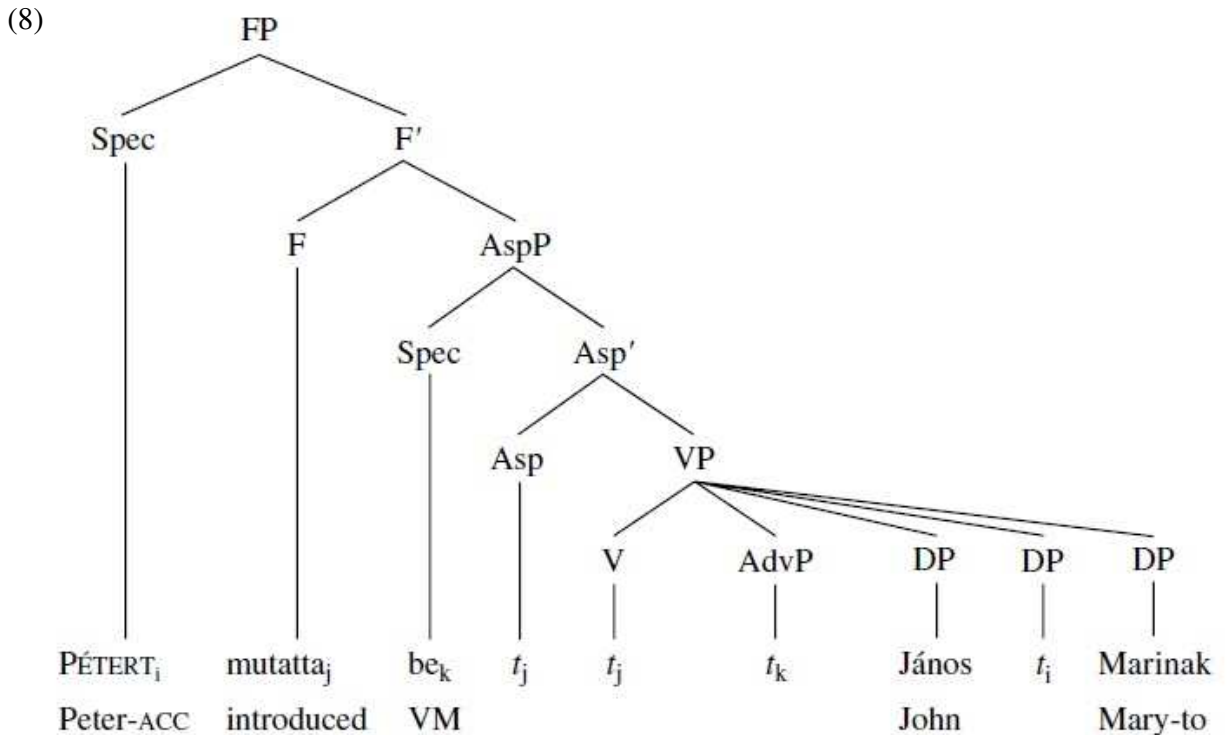 (8)
FP
Spec F′
F AspP
Spec Asp′
Asp VP
V AdvP DP DP DP
PÉTERTi mutattaj bek tj tj tk János ti Marinak
Peter-ACC introduced VM John Mary-to